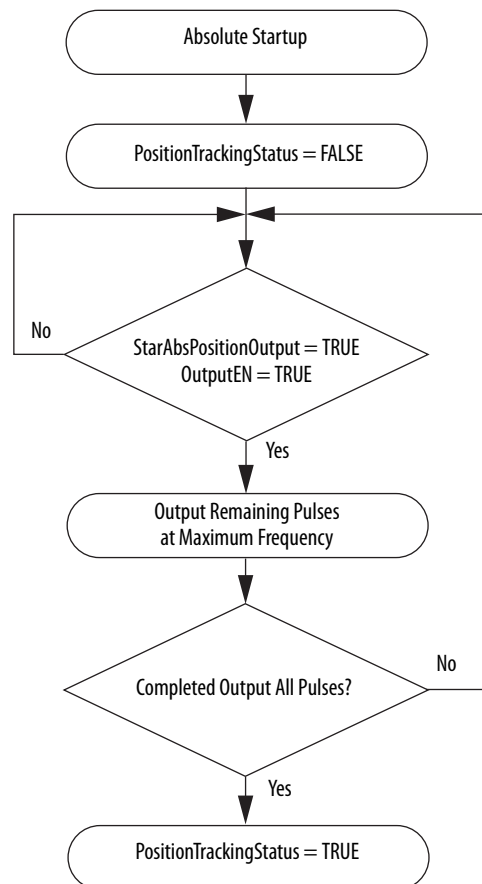 Absolute Startup
PositionTrackingStatus = FALSE
No
StarAbsPositionOutput = TRUE
OutputEN = TRUE
Yes
Output Remaining Pulses
at Maximum Frequency
No
Completed Output All Pulses?
Yes
PositionTrackingStatus = TRUE